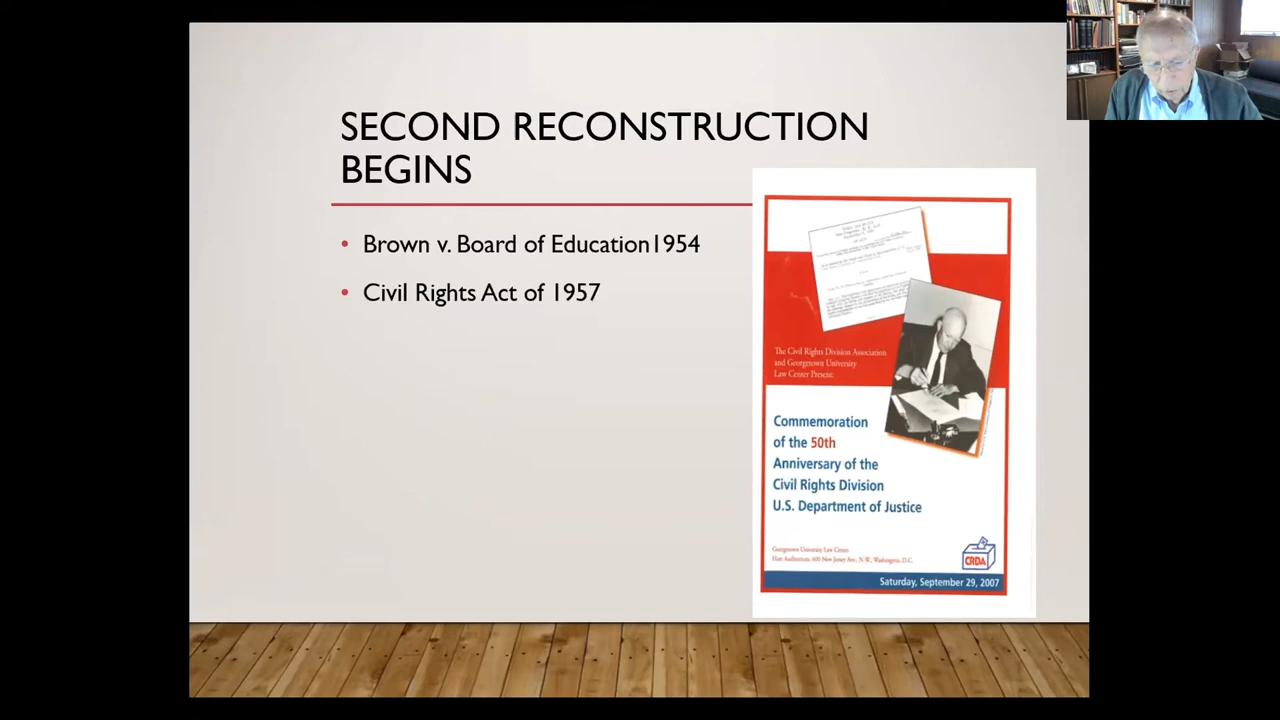 SECOND RECONSTRUCTION
BEGINS
• Brown v. Board of Education1954
• Civil Rights Act of 1957
The Civil Rights Division Association
and Georgetown University
Law Center Present:
Commemoration
of the 50th
Anniversary of the
Civil Rights Division
U.S. Department of Justice
Georgetown University Law Center
Hart Auditorium, 600 New Jersey Ave, N.W., Washington, D.C.
CRDA
Saturday, September 29, 2007